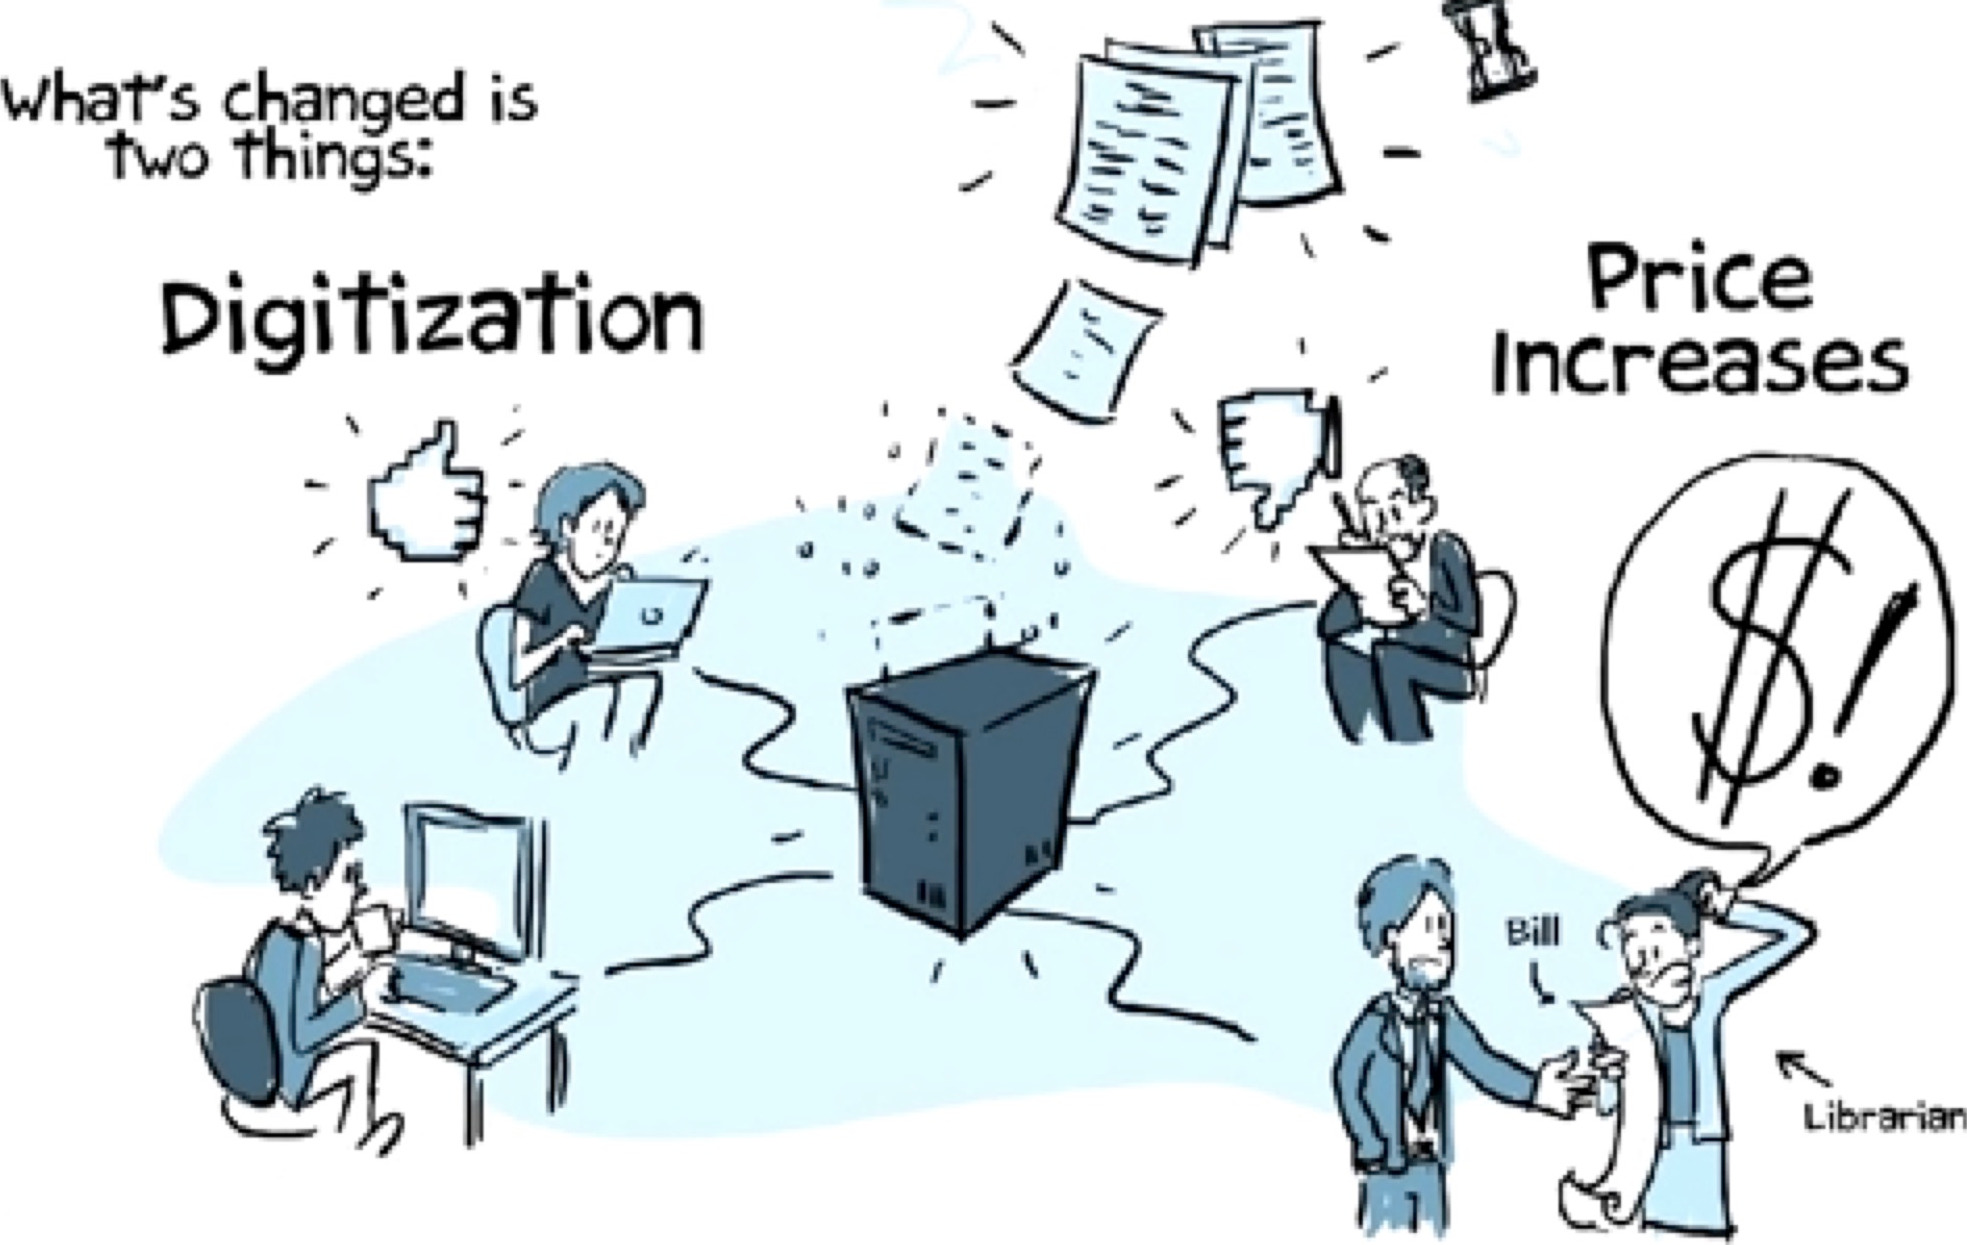 What's changed is
two things:
Digitization
Price
Increases
$!
Bill
Librarian